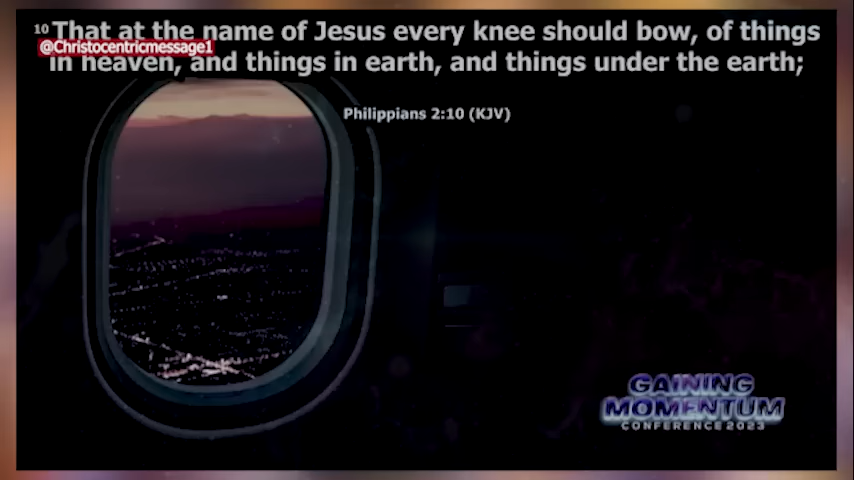 10 That at the name of Jesus every knee should bow, of things
@Christocentricmessage1
in heaven, and things in earth, and things under the earth;
Philippians 2:10 (KJV)
GAINING
MOMENTUM
CONFERENCE 2023